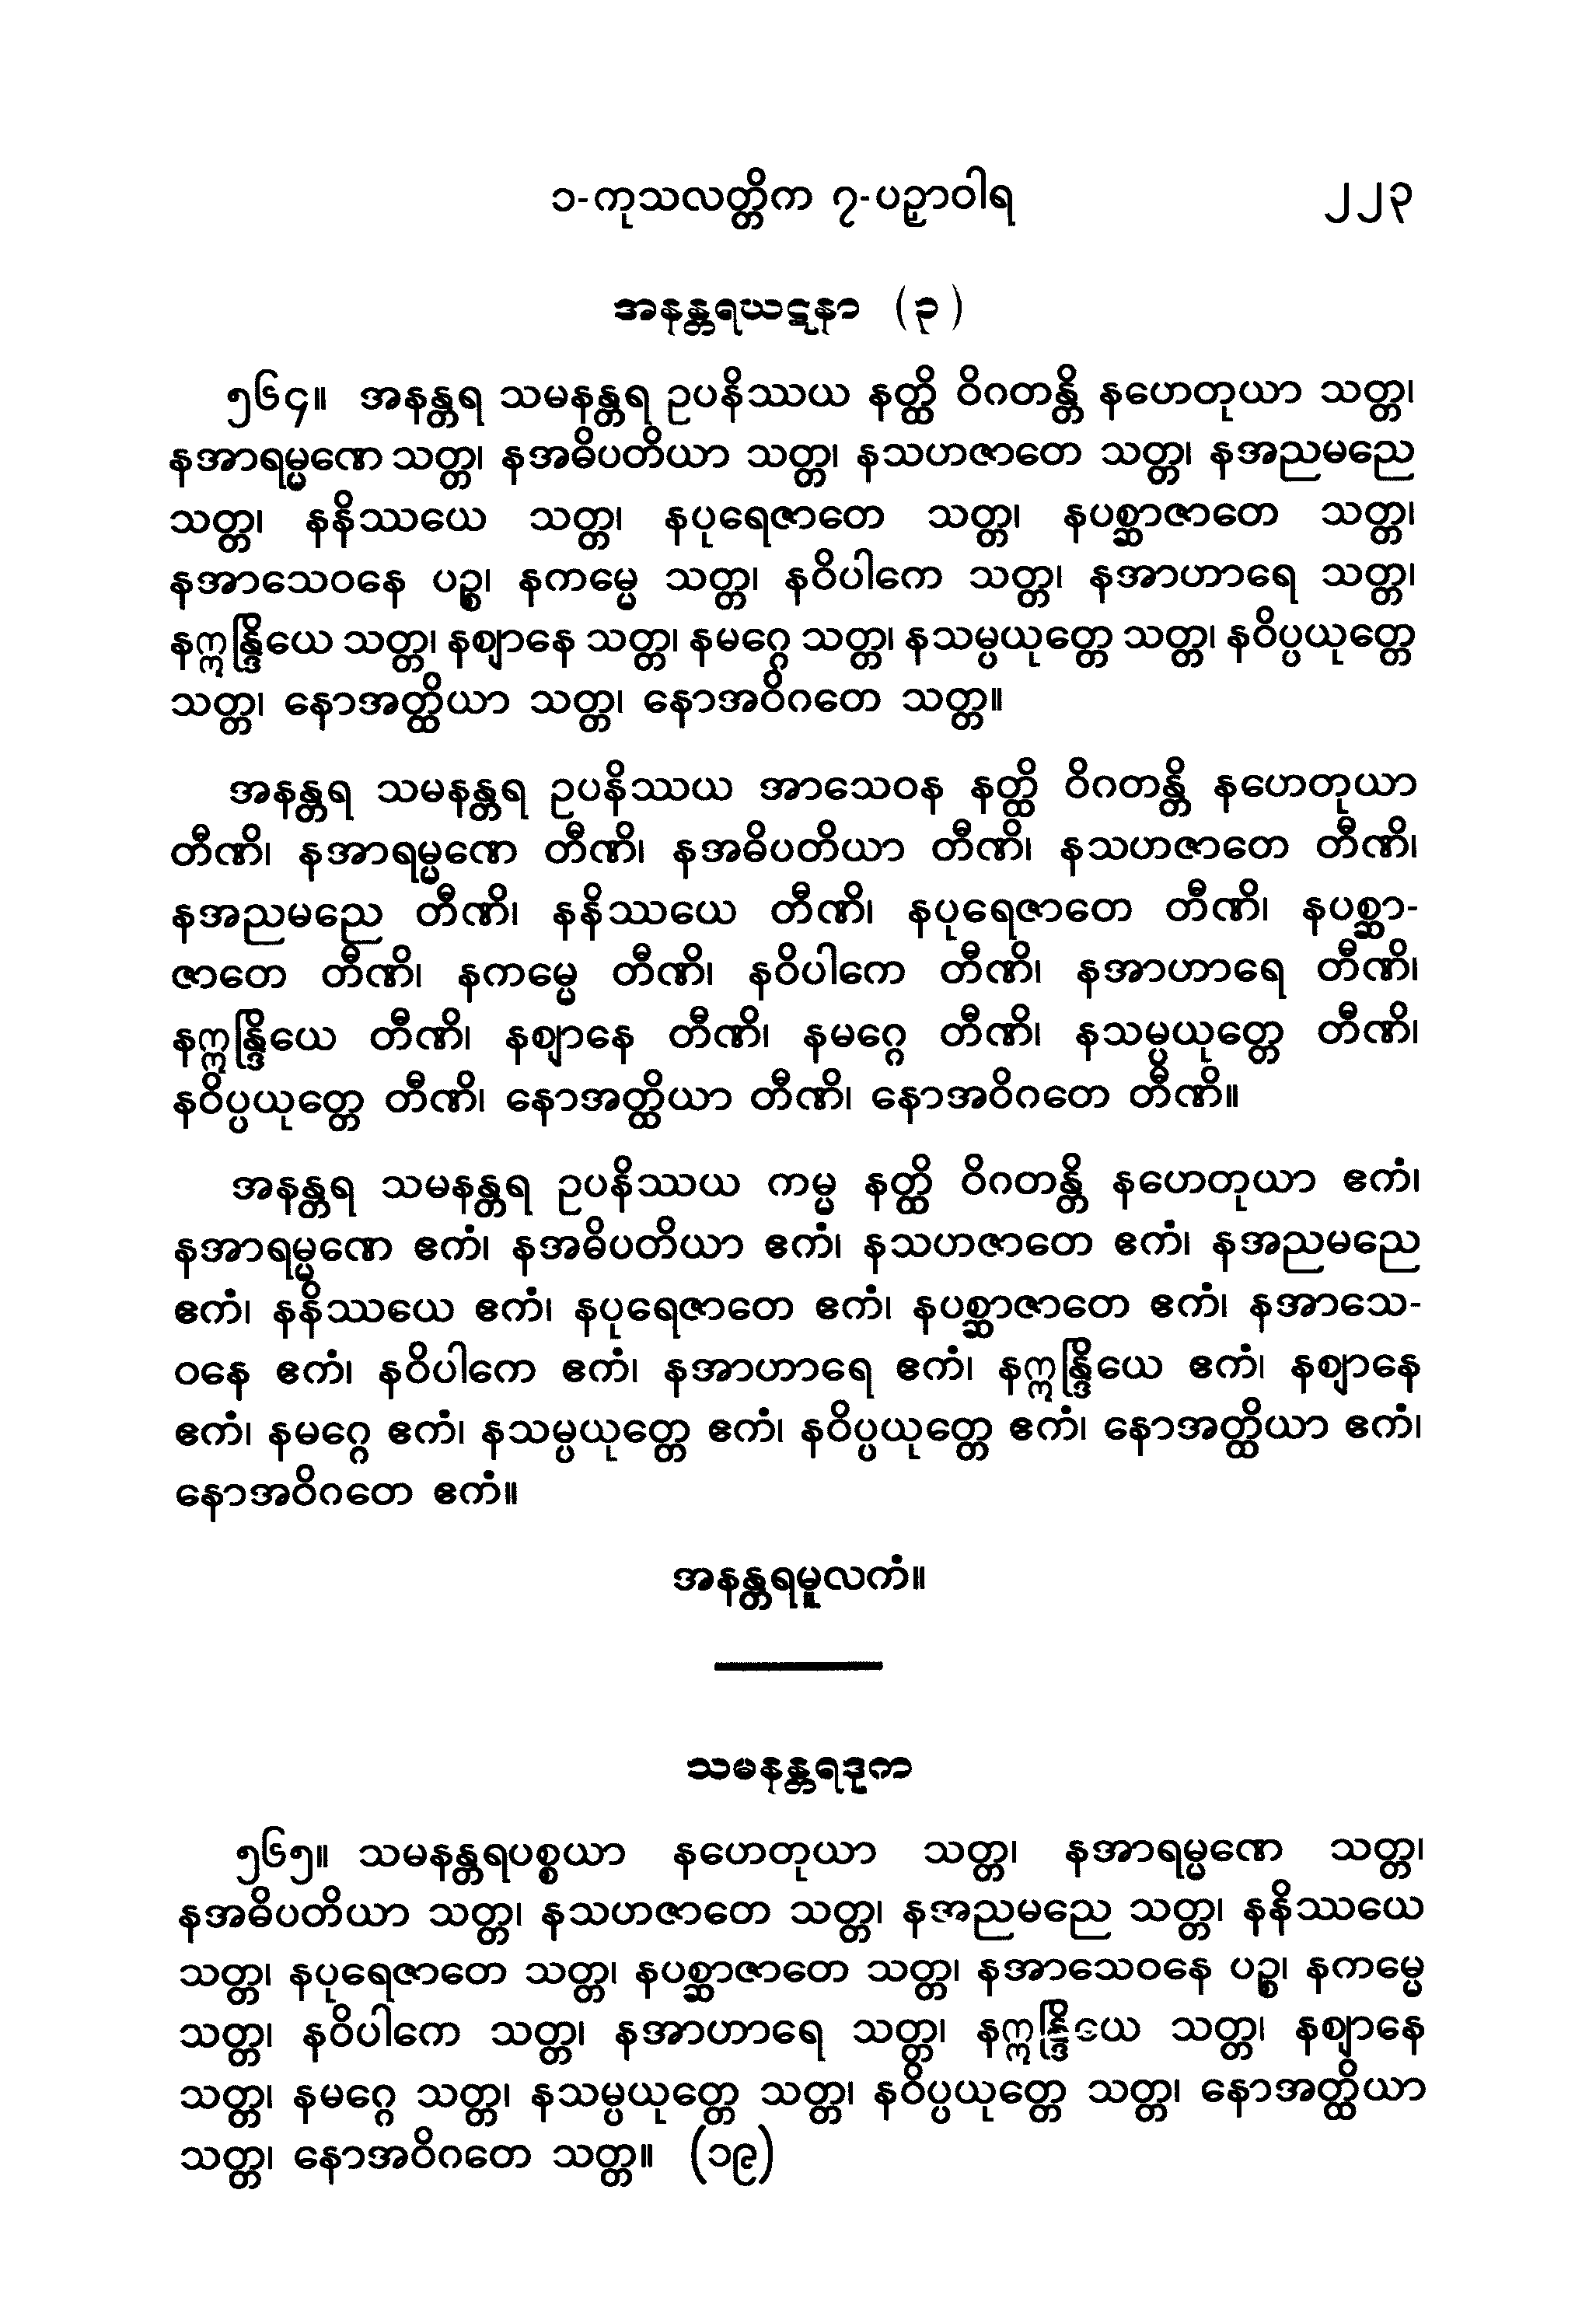 ၁-ကုသလတ္တိက ၇-ပဉှာဝါရ ၂၂၃
အနန္တရဃဋနာ (၃)
၅၆၄။ အနန္တရ သမနန္တရ ဥပနိဿယ နတ္ထိ ဝိဂတန္တိ နဟေတုယာ သတ္တ၊
နအာရမ္မဏေ သတ္တ၊ နအဓိပတိယာ သတ္တ၊ နသဟဇာတေ သတ္တ၊ နအညမညေ
သတ္တ၊ နနိဿယေ သတ္တ၊ နပုရေဇာတေ သတ္တ၊ နပစ္ဆာဇာတေ သတ္တ၊
နအာသေဝနေ ပဉ္စ၊ နကမ္မေ သတ္တ၊ နဝိပါကေ သတ္တ၊ နအာဟာရေ သတ္တ၊
နဣန္ဒြိယေ သတ္တ၊ နဈာနေ သတ္တ၊ နမဂ္ဂေ သတ္တ၊ နသမ္ပယုတ္တေ သတ္တ၊ နဝိပ္ပယုတ္တေ
သတ္တ၊ နောအတ္ထိယာ သတ္တ၊ နောအဝိဂတေ သတ္တ။
အနန္တရ သမနန္တရ ဥပနိဿယ အာသေဝန နတ္ထိ ဝိဂတန္တိ နဟေတုယာ
တီဏိ၊ နအာရမ္မဏေ တီဏိ၊ နအဓိပတိယာ တီဏိ၊ နသဟဇာတေ တီဏိ၊
နအညမညေ တီဏိ၊ နနိဿယေ တီဏိ၊ နပုရေဇာတေ တီဏိ၊ နပစ္ဆာ-
ဇာတေ တီဏိ၊ နကမ္မေ တီဏိ၊ နဝိပါကေ တီဏိ၊ နအာဟာရေ တီဏိ၊
နဣန္ဒြိယေ တီဏိ၊ နဈာနေ တီဏိ၊ နမဂ္ဂေ တီဏိ၊ နသမ္ပယုတ္တေ တီဏိ၊
နဝိပ္ပယုတ္တေ တီဏိ၊ နောအတ္ထိယာ တီဏိ၊ နောအဝိဂတေ တီဏိ။
အနန္တရ သမနန္တရ ဥပနိဿယ ကမ္မ နတ္ထိ ဝိဂတန္တိ နဟေတုယာ ဧကံ၊
နအာရမ္မဏေ ဧကံ၊ နအဓိပတိယာ ဧကံ၊ နသဟဇာတေ ဧကံ၊ နအညမညေ
ဧကံ၊ နနိဿယေ ဧကံ၊ နပုရေဇာတေ ဧကံ၊ နပစ္ဆာဇာတေ ဧကံ၊ နအာသေ-
ဝနေ ဧကံ၊ နဝိပါကေ ဧကံ၊ နအာဟာရေ ဧကံ၊ နဣန္ဒြိယေ ဧကံ၊ နဈာနေ
ဧကံ၊ နမဂ္ဂေ ဧကံ၊ နသမ္ပယုတ္တေ ဧကံ၊ နဝိပ္ပယုတ္တေ ဧကံ၊ နောအတ္ထိယာ ဧကံ၊
နောအဝိဂတေ ဧကံ။
အနန္တရမူလကံ။
သမနန္တရဒုက
၅၆၅။ သမနန္တရပစ္စယာ နဟေတုယာ သတ္တ၊ နအာရမ္မဏေ သတ္တ၊
နအဓိပတိယာ သတ္တ၊ နသဟဇာတေ သတ္တ၊ နအညမညေ သတ္တ၊ နနိဿယေ
သတ္တ၊ နပုရေဇာတေ သတ္တ၊ နပစ္ဆာဇာတေ သတ္တ၊ နအာသေဝနေ ပဉ္စ၊ နကမ္မေ
သတ္တ၊ နဝိပါကေ သတ္တ၊ နအာဟာရေ သတ္တ၊ နဣန္ဒြိယေ သတ္တ၊ နဈာနေ
သတ္တ၊ နမဂ္ဂေ သတ္တ၊ နသမ္ပယုတ္တေ သတ္တ၊ နဝိပ္ပယုတ္တေ သတ္တ၊ နောအတ္ထိယာ
သတ္တ၊ နောအဝိဂတေ သတ္တ။ (၁၉)